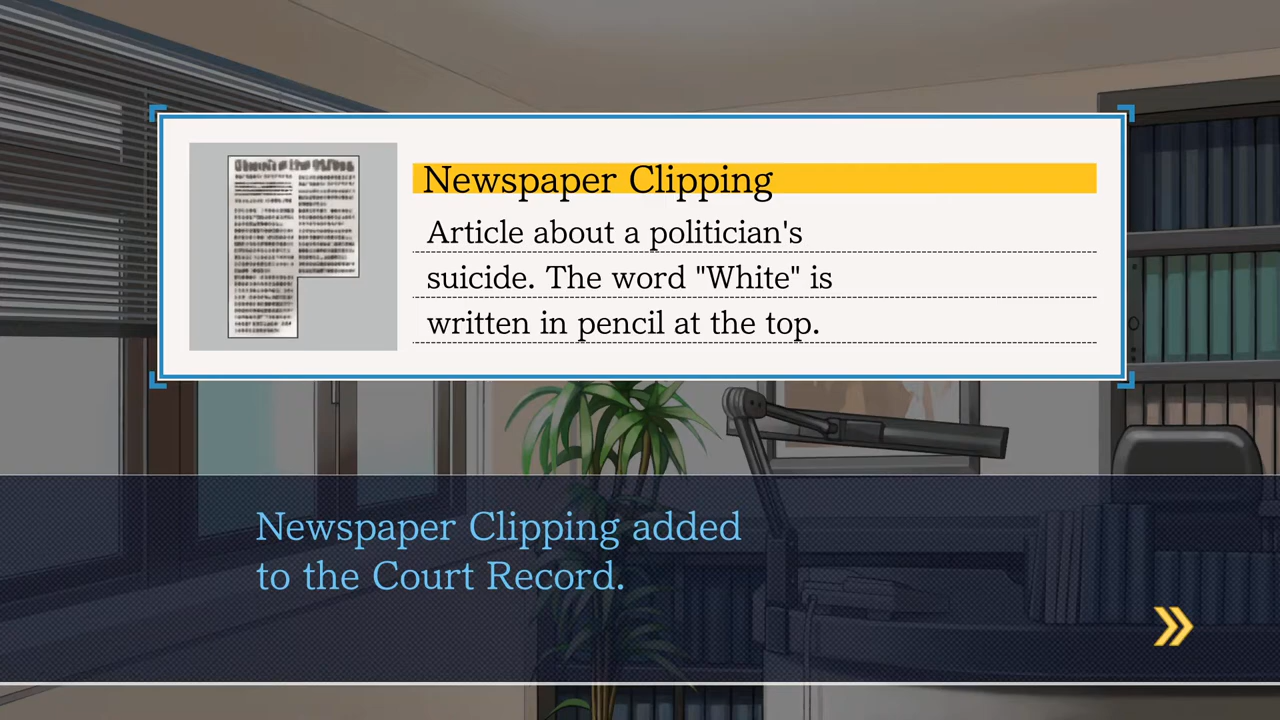 Newspaper Clipping
Article about a politician's
suicide. The word "White" is
written in pencil at the top.
Newspaper Clipping added
to the Court Record.